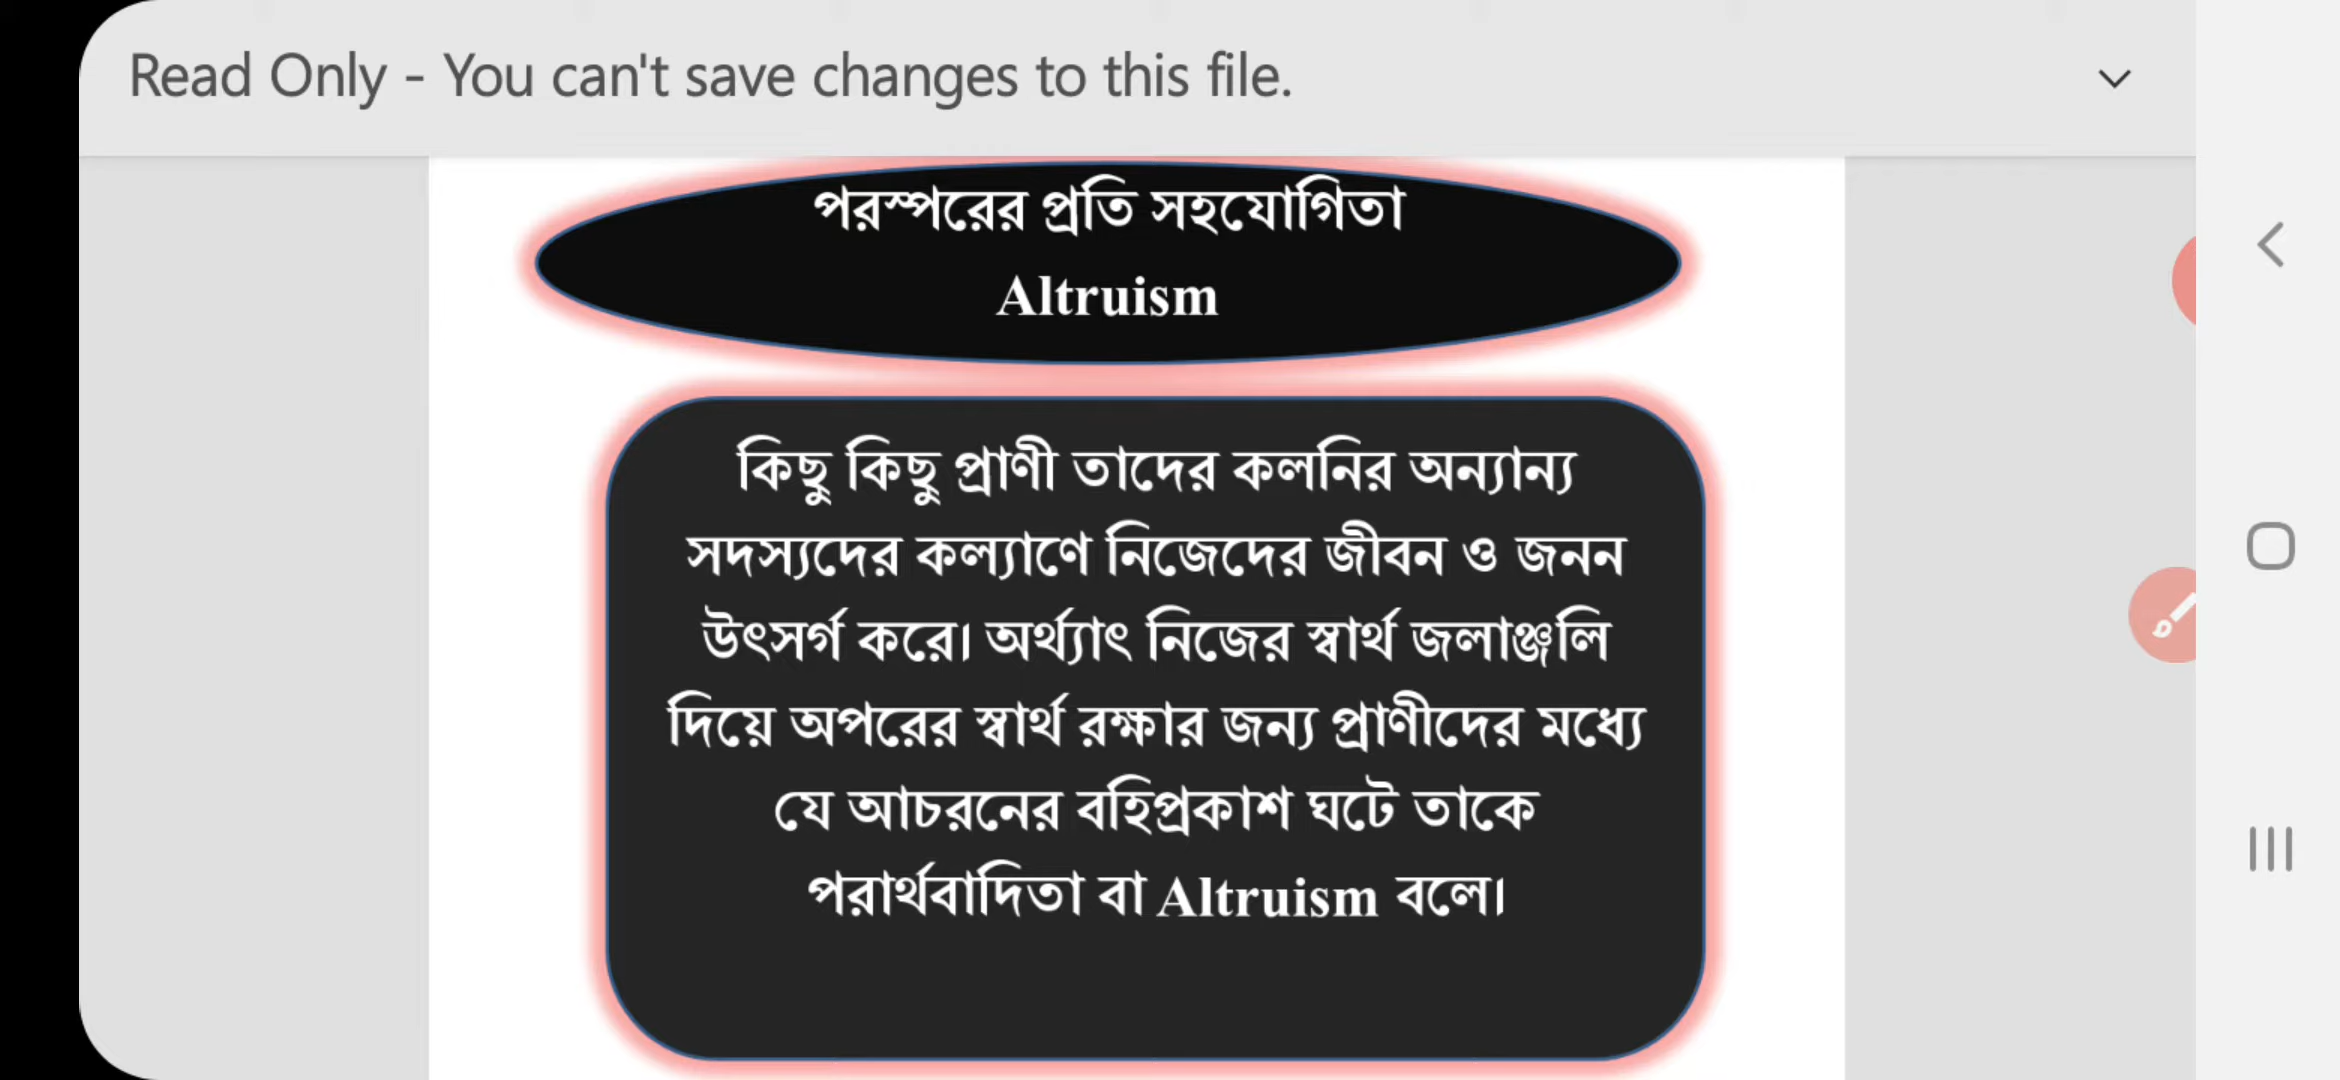 Read Only - You can't save changes to this file.
পরস্পরের প্রতি সহযোগিতা
Altruism
কিছু কিছু প্রাণী তাদের কলনির অন্যান্য
সদস্যদের কল্যাণে নিজেদের জীবন ও জনন
উৎসর্গ করে। অর্থ্যাৎ নিজের স্বার্থ জলাঞ্জলি
দিয়ে অপরের স্বার্থ রক্ষার জন্য প্রাণীদের মধ্যে
যে আচরনের বহিপ্রকাশ ঘটে তাকে
পরার্থবাদিতা বা Altruism বলে।